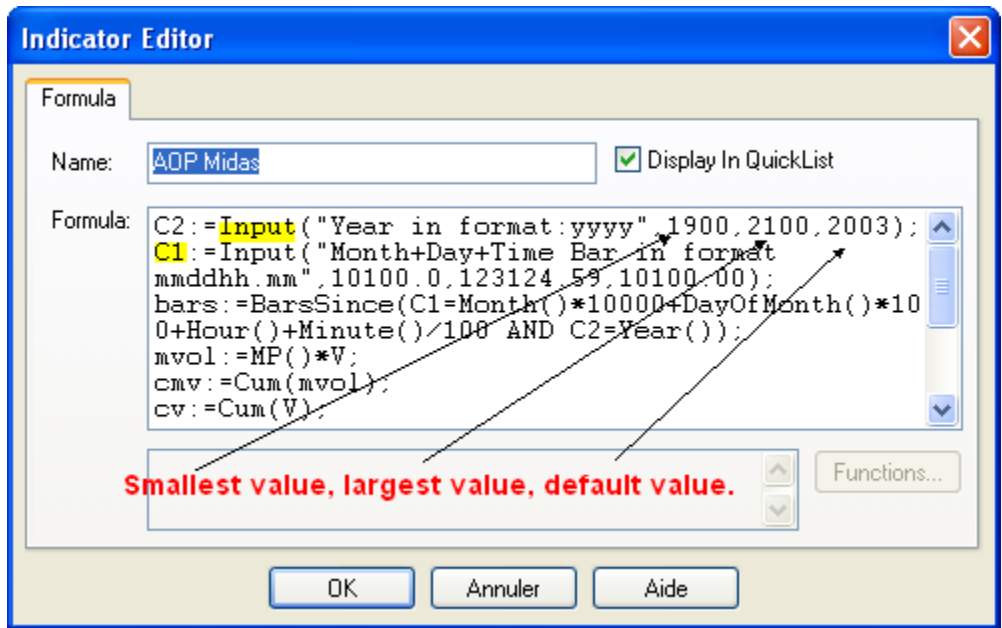 Indicator Editor
Formula
Name: AOP Midas Display In QuickList
Formula:
C2:=Input("Year in format:yyyy",1900,2100,2003);
C1:=Input("Month+Day+Time Bar in format
mmddhh.mm",10100.0,123124.59,10100.00);
bars:=BarsSince(C1=Month()*10000+DayOfMonth()*10
0+Hour()+Minute()/100 AND C2=Year());
mvol:=MP()*V;
cmv:=Cum(mvol);
cv:=Cum(V);
Smallest value, largest value, default value.
Functions...
OK Annuler Aide